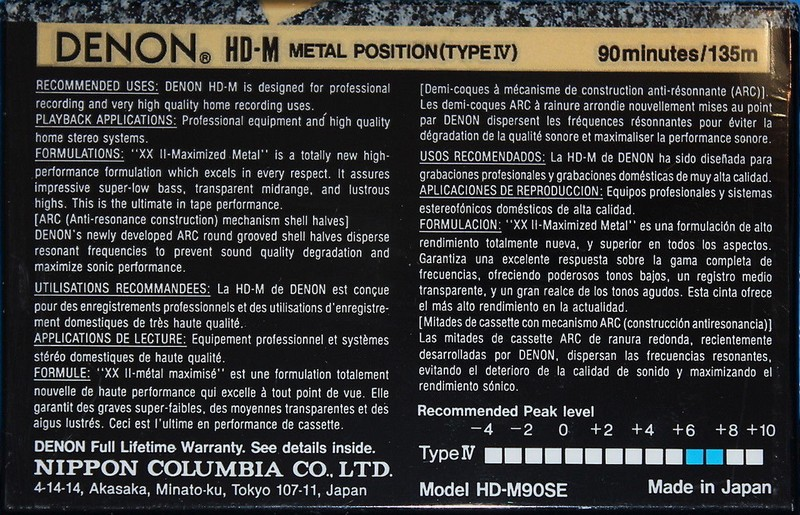 DENON® HD-M METAL POSITION (TYPE IV) 90minutes/135m
RECOMMENDED USES: DENON HD-M is designed for professional
recording and very high quality home recording uses.
PLAYBACK APPLICATIONS: Professional equipment and high quality
home stereo systems.
FORMULATIONS: "XX II-Maximized Metal" is a totally new high-
performance formulation which excels in every respect. It assures
impressive super-low bass, transparent midrange, and lustrous
highs. This is the ultimate in tape performance.
[ARC (Anti-resonance construction) mechanism shell halves]
DENON's newly developed ARC round grooved shell halves disperse
resonant frequencies to prevent sound quality degradation and
maximize sonic performance.
UTILISATIONS RECOMMANDEES: La HD-M de DENON est conçue
pour des enregistrements professionnels et des utilisations d'enregistre-
ment domestiques de très haute qualité.
APPLICATIONS DE LECTURE: Equipement professionnel et systèmes
stéréo domestiques de haute qualité.
FORMULE: "XX II-métal maximisé" est une formulation totalement
nouvelle de haute performance qui excelle à tout point de vue. Elle
garantit des graves super-faibles, des moyennes transparentes et des
aigus lustrés. Ceci est l'ultime en performance de cassette.
DENON Full Lifetime Warranty. See details inside.
NIPPON COLUMBIA CO., LTD.
4-14-14, Akasaka, Minato-ku, Tokyo 107-11, Japan
[Demi-coques à mécanisme de construction anti-résonnante (ARC)].
Les demi-coques ARC à rainure arrondie nouvellement mises au point
par DENON dispersent les fréquences résonnantes pour éviter la
dégradation de la qualité sonore et maximaliser la performance sonore.
USOS RECOMENDADOS: La HD-M de DENON ha sido diseñada para
grabaciones profesionales y grabaciones domésticas de muy alta calidad.
APLICACIONES DE REPRODUCCION: Equipos profesionales y sistemas
estereofónicos domésticos de alta calidad.
FORMULACION: "XX II-Maximized Metal" es una formulación de alto
rendimiento totalmente nueva, y superior en todos los aspectos.
Garantiza una excelente respuesta sobre la gama completa de
frecuencias, ofreciendo poderosos tonos bajos, un registro medio
transparente, y un gran realce de los tonos agudos. Esta cinta ofrece
el más alto rendimiento en la actualidad.
[Mitades de cassette con mecanismo ARC (construcción antiresonancia)]
Las mitades de cassette ARC de ranura redonda, recientemente
desarrolladas por DENON, dispersan las frecuencias resonantes,
evitando el deterioro de la calidad de sonido y maximizando el
rendimiento sónico.
Recommended Peak level
−4 −2 0 +2 +4 +6 +8 +10
Type IV
Model HD-M90SE Made in Japan